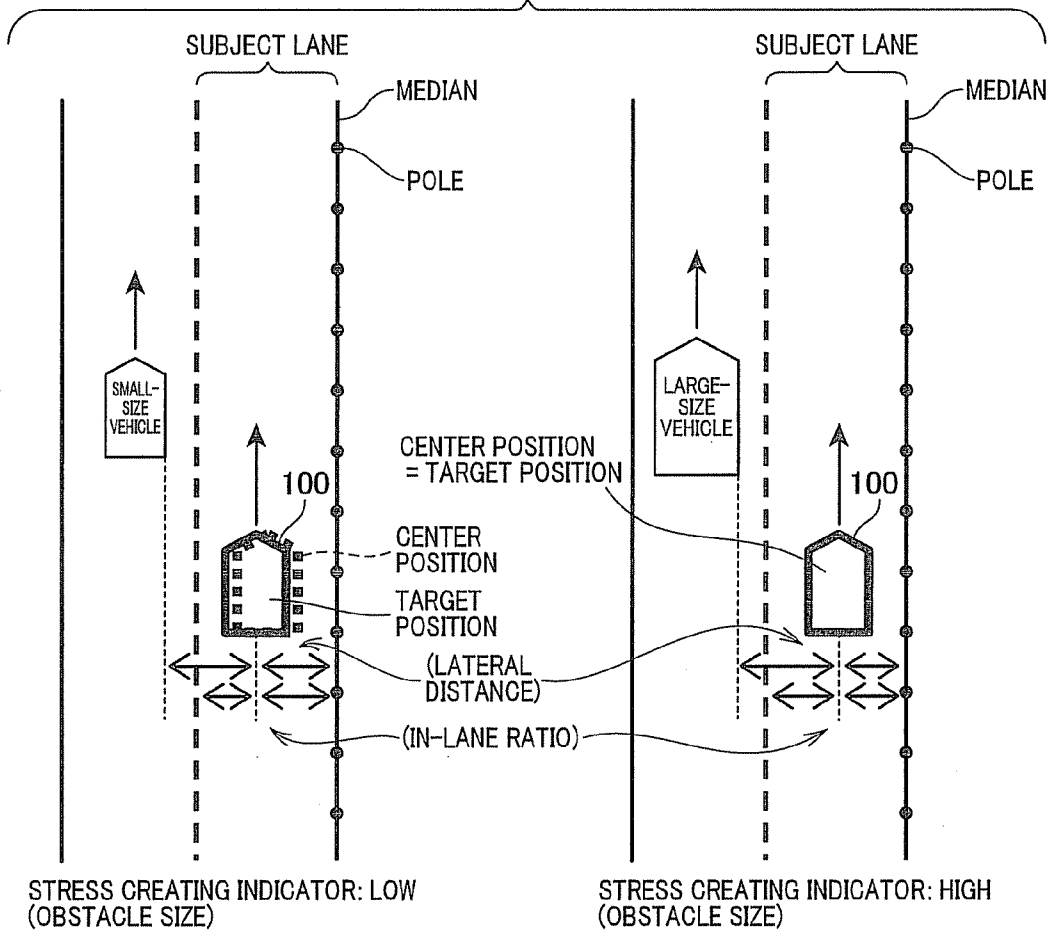 SUBJECT LANE
MEDIAN
POLE
SMALL-
SIZE
VEHICLE
100
CENTER
POSITION
TARGET
POSITION
(LATERAL
DISTANCE)
(IN-LANE RATIO)
STRESS CREATING INDICATOR: LOW
(OBSTACLE SIZE)
SUBJECT LANE
MEDIAN
POLE
LARGE-
SIZE
VEHICLE
CENTER POSITION
= TARGET POSITION
100
STRESS CREATING INDICATOR: HIGH
(OBSTACLE SIZE)